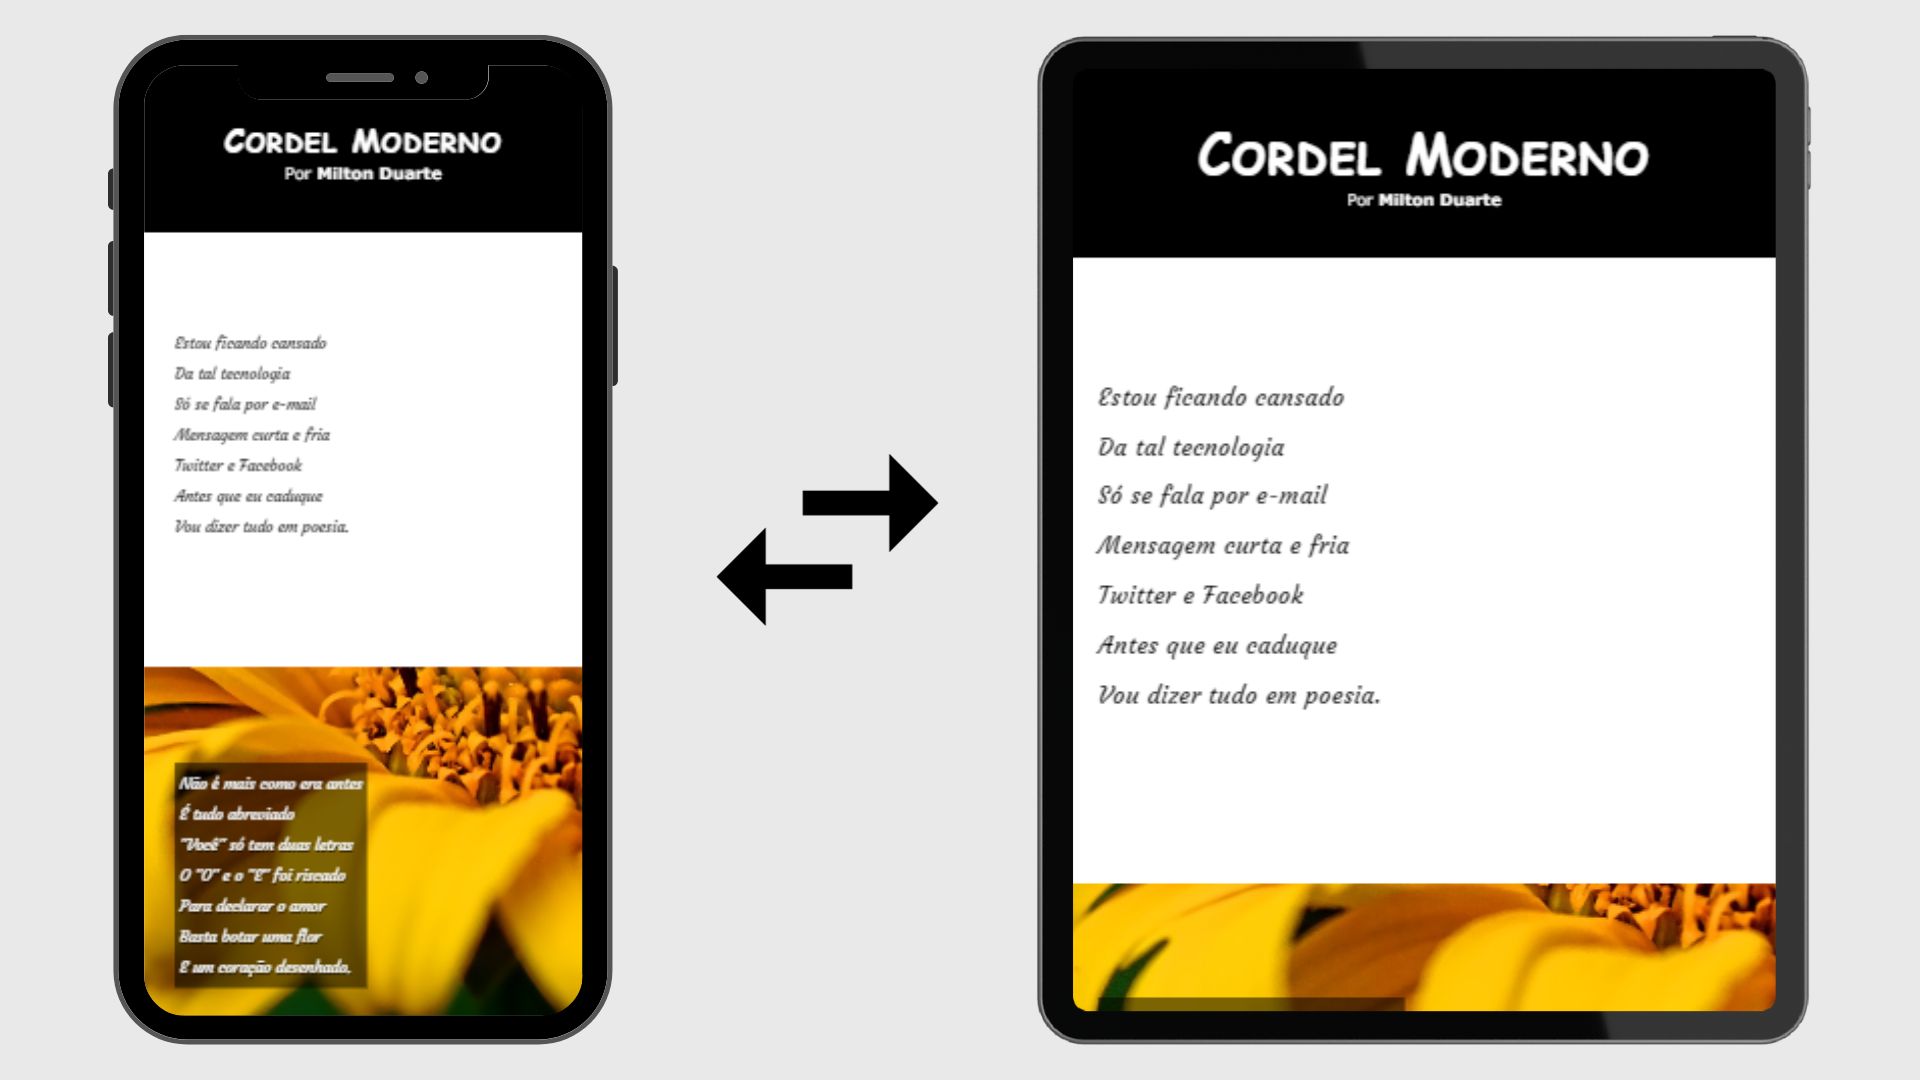 CORDEL MODERNO
Por Milton Duarte
Estou ficando cansado
Da tal tecnologia
Só se fala por e-mail
Mensagem curta e fria
Twitter e Facebook
Antes que eu caduque
Vou dizer tudo em poesia.
Não é mais como era antes
É tudo abreviado
"Você" só tem duas letras
O "O" e o "E" foi riscado
Para declarar o amor
Basta botar uma flor
E um coração desenhado.
CORDEL MODERNO
Por Milton Duarte
Estou ficando cansado
Da tal tecnologia
Só se fala por e-mail
Mensagem curta e fria
Twitter e Facebook
Antes que eu caduque
Vou dizer tudo em poesia.